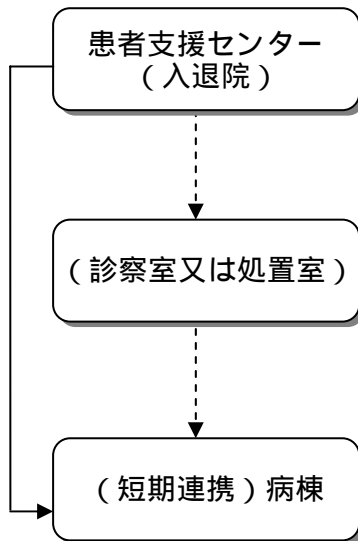 患者支援センター
（入退院）
（診察室又は処置室）
（短期連携）病棟